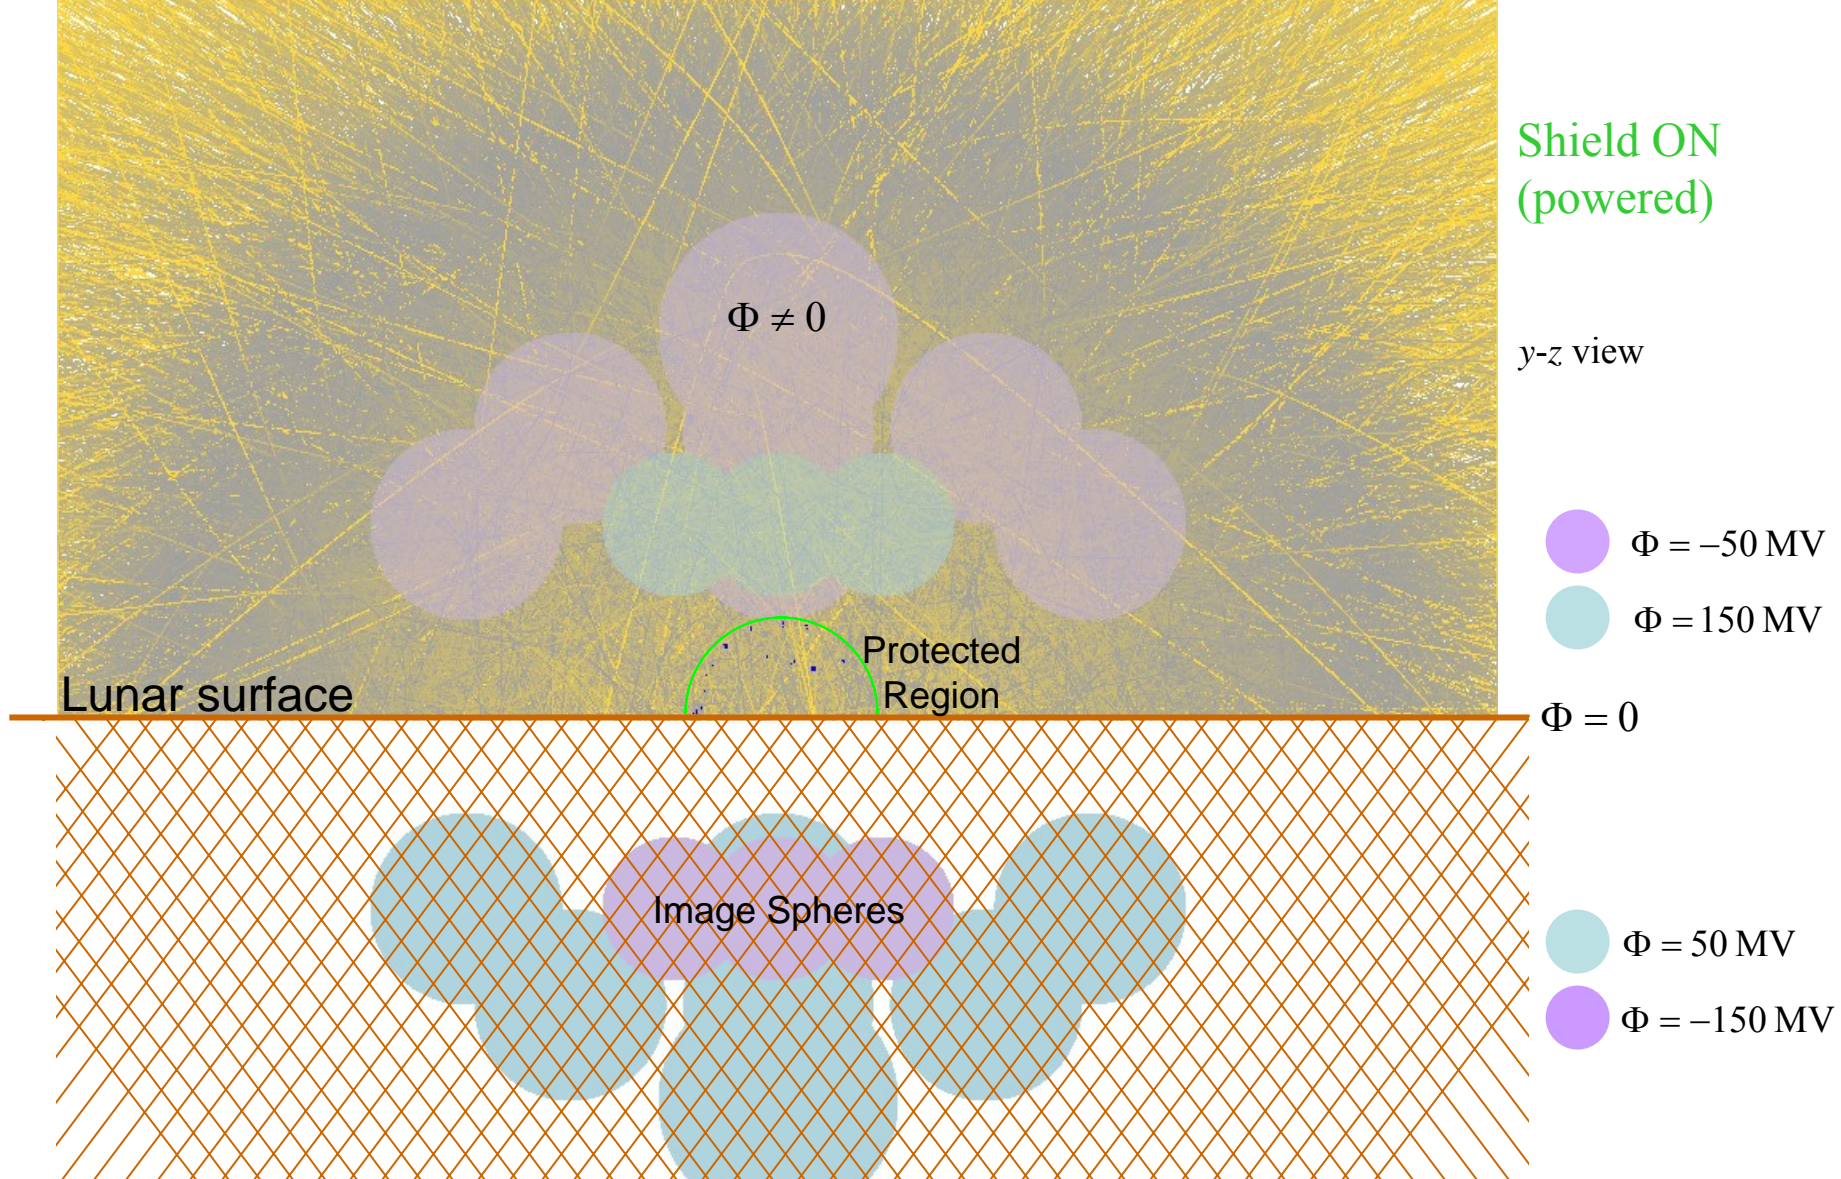 Shield ON
(powered)
Φ ≠ 0
y-z view
Φ = −50 MV
Φ = 150 MV
Protected
Region
Lunar surface
Φ = 0
Image Spheres
Φ = 50 MV
Φ = −150 MV